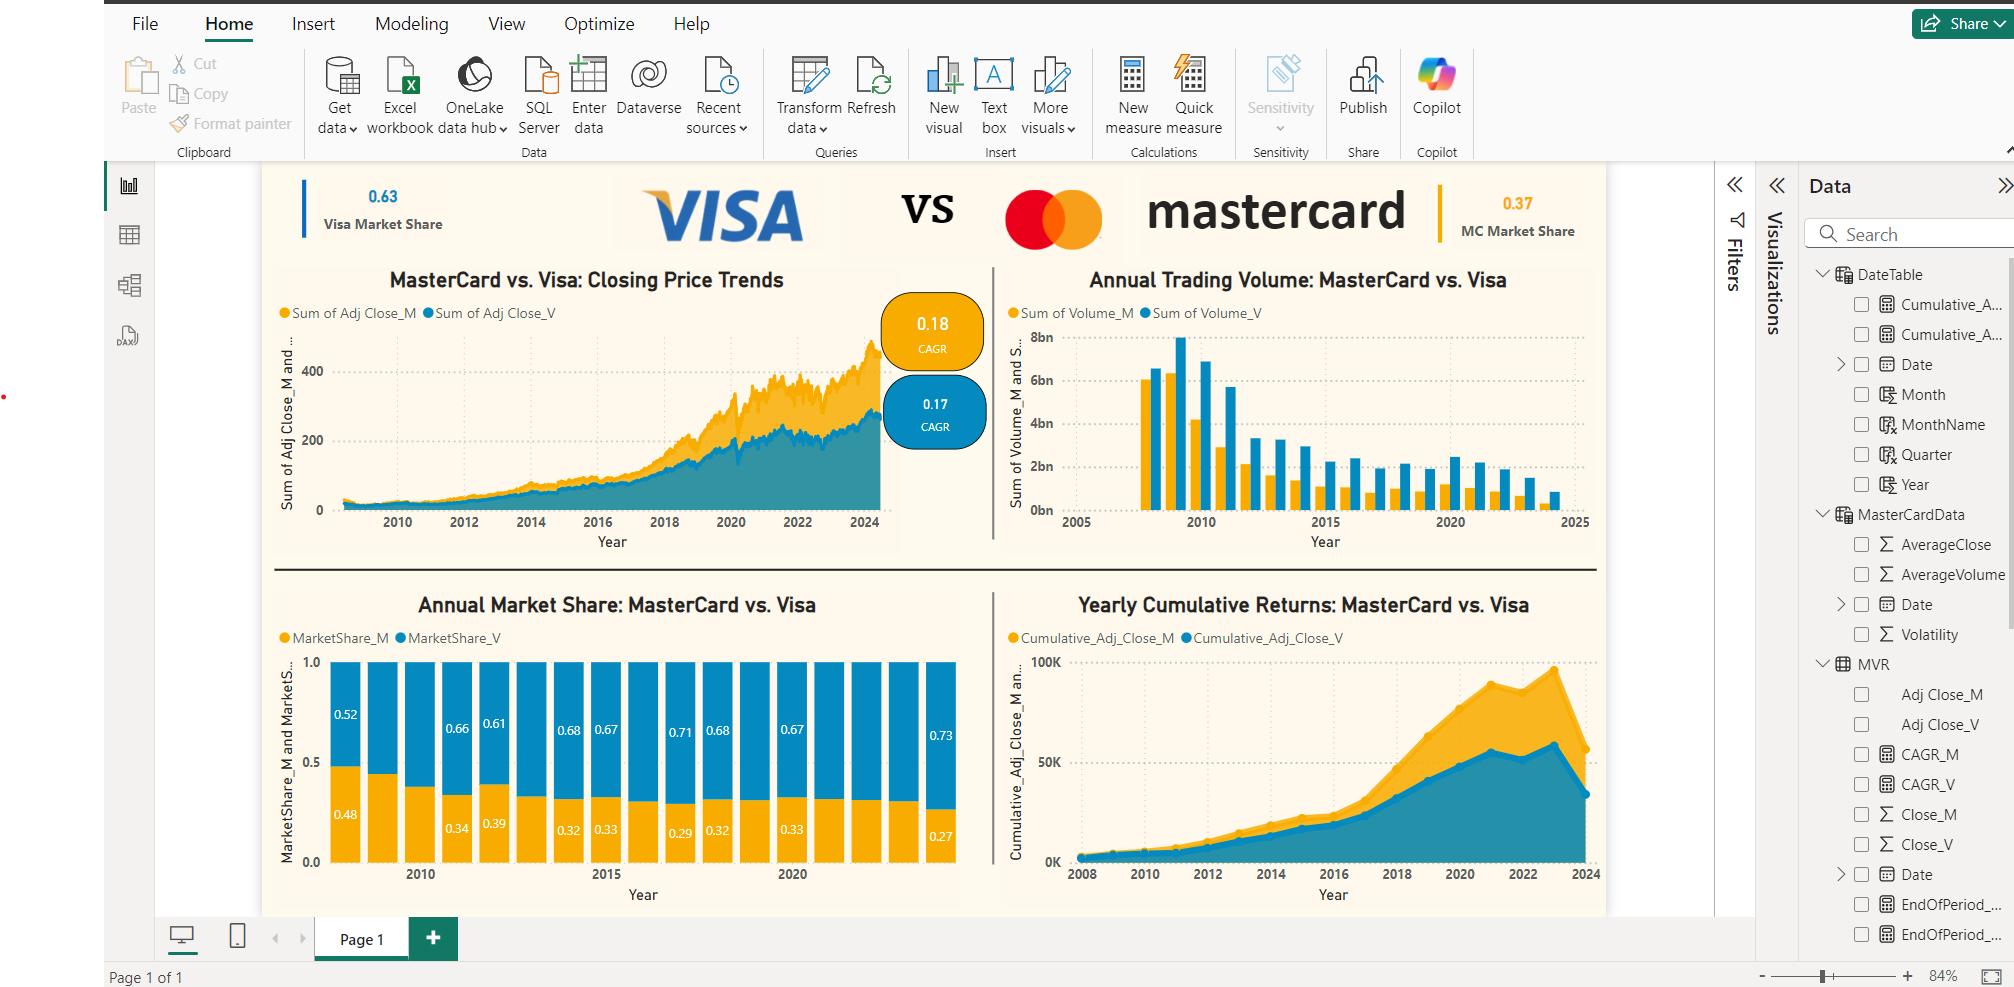 File Home Insert Modeling View Optimize Help
Share
Paste
Cut
Copy
Format painter
Clipboard
Get data
Excel workbook
OneLake data hub
SQL Server
Enter data
Dataverse
Recent sources
Data
Transform data
Refresh
Queries
New visual
Text box
More visuals
Insert
New measure
Quick measure
Calculations
Sensitivity
Sensitivity
Publish
Share
Copilot
Copilot
DAX
0.63
Visa Market Share
VISA
vs
mastercard
0.37
MC Market Share
MasterCard vs. Visa: Closing Price Trends
Sum of Adj Close_M Sum of Adj Close_V
Sum of Adj Close_M and ...
400
200
0
2010 2012 2014 2016 2018 2020 2022 2024
Year
0.18
CAGR
0.17
CAGR
Annual Trading Volume: MasterCard vs. Visa
Sum of Volume_M Sum of Volume_V
Sum of Volume_M and S...
8bn
6bn
4bn
2bn
0bn
2005 2010 2015 2020 2025
Year
Annual Market Share: MasterCard vs. Visa
MarketShare_M MarketShare_V
MarketShare_M and MarketS...
1.0
0.5
0.0
0.52 0.66 0.61 0.68 0.67 0.71 0.68 0.67 0.73
0.48 0.34 0.39 0.32 0.33 0.29 0.32 0.33 0.27
2010 2015 2020
Year
Yearly Cumulative Returns: MasterCard vs. Visa
Cumulative_Adj_Close_M Cumulative_Adj_Close_V
Cumulative_Adj_Close_M an...
100K
50K
0K
2008 2010 2012 2014 2016 2018 2020 2022 2024
Year
Filters
Visualizations
Data
Search
DateTable
Cumulative_A...
Cumulative_A...
Date
Month
MonthName
Quarter
Year
MasterCardData
AverageClose
AverageVolume
Date
Volatility
MVR
Adj Close_M
Adj Close_V
CAGR_M
CAGR_V
Close_M
Close_V
Date
EndOfPeriod_...
EndOfPeriod_...
Page 1
+
Page 1 of 1
- + 84%